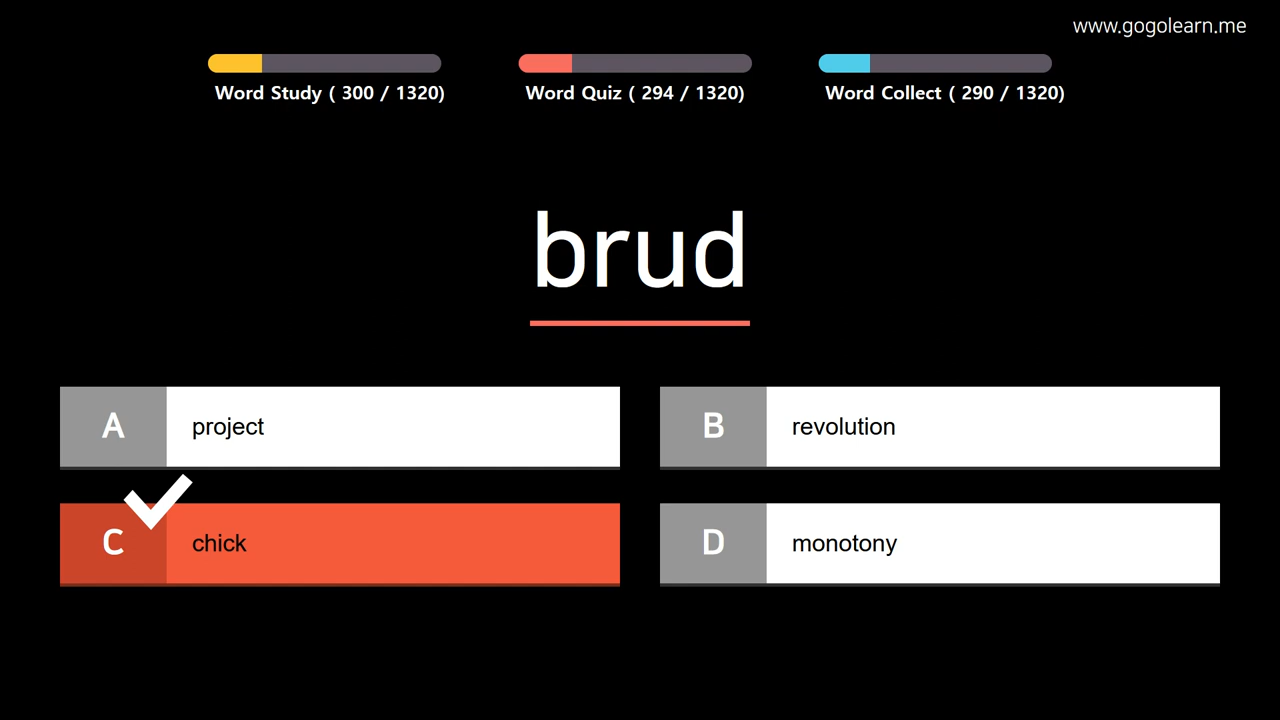 www.gogolearn.me
Word Study ( 300 / 1320)
Word Quiz ( 294 / 1320)
Word Collect ( 290 / 1320)
brud
A
project
B
revolution
C
chick
D
monotony